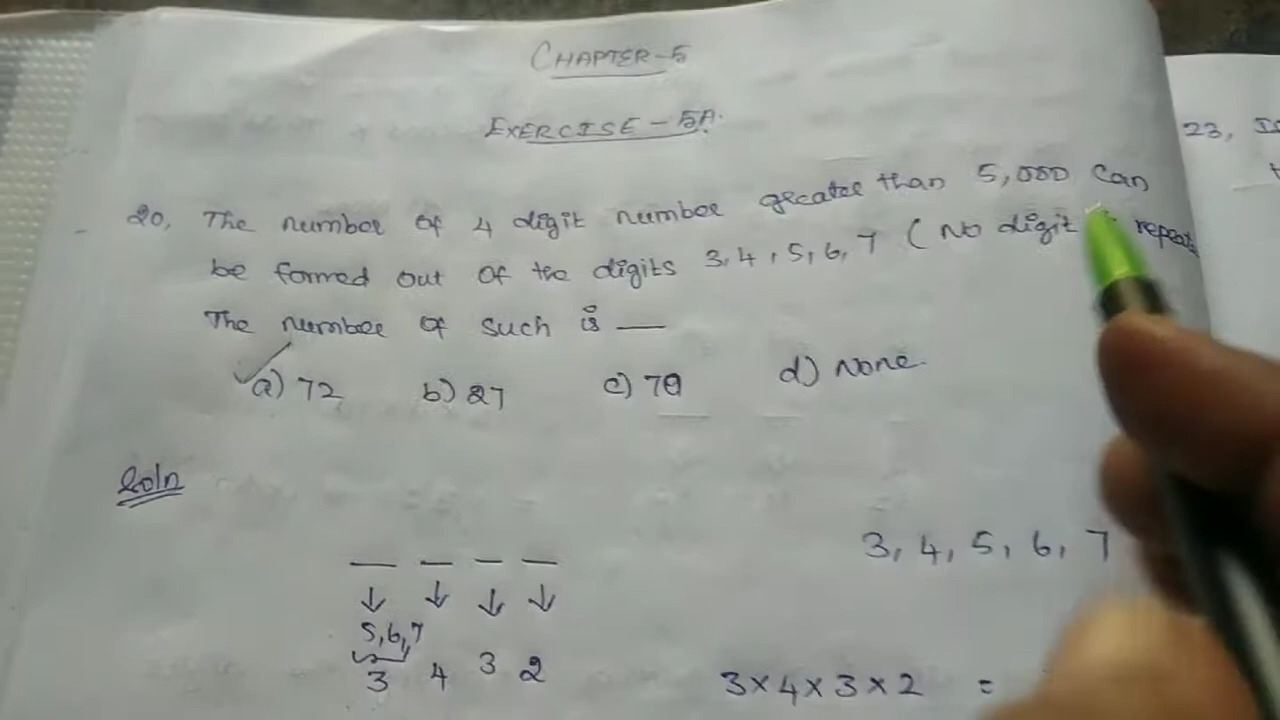 CHAPTER-5
EXERCISE-5A.
23,
20, The number of 4 digit number greater than 5,000 can
be formed out of the digits 3,4,5,6,7 (No digit repeat
The number of such is —
a) 72 b) 27 c) 70 d) None
Soln
3, 4, 5, 6, 7
5,6,7
3 4 3 2
3×4×3×2 =